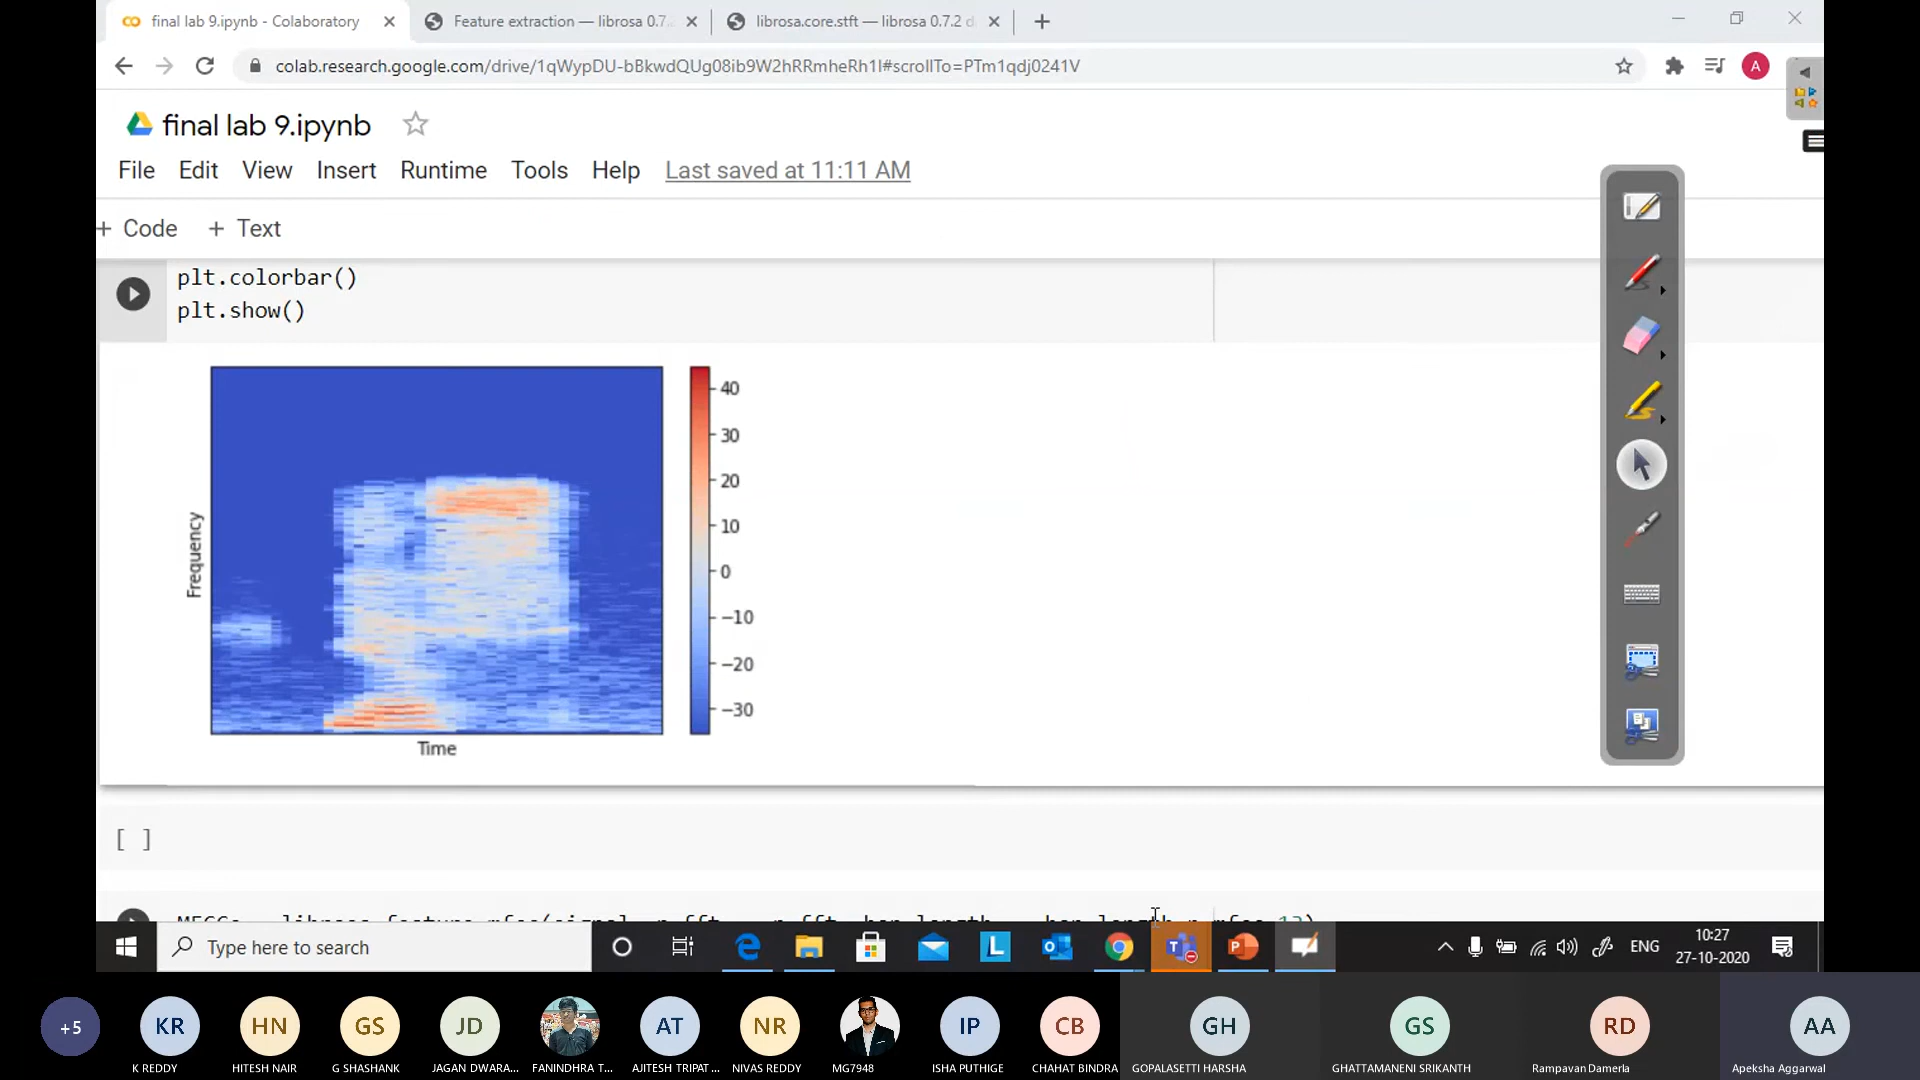 final lab 9.ipynb - Colaboratory
Feature extraction — librosa 0.7.2
librosa.core.stft — librosa 0.7.2 d
colab.research.google.com/drive/1qWypDU-bBkwdQUg08ib9W2hRRmheRh1l#scrollTo=PTm1qdj0241V
A
final lab 9.ipynb
File Edit View Insert Runtime Tools Help Last saved at 11:11 AM
+ Code + Text
plt.colorbar()
plt.show()
40
30
20
10
0
−10
−20
−30
Frequency
Time
[ ]
Type here to search
ENG
10:27
27-10-2020
+5 KR HN GS JD AT NR IP CB GH GS RD AA
K REDDY HITESH NAIR G SHASHANK JAGAN DWARA... FANINDHRA T... AJITESH TRIPAT... NIVAS REDDY MG7948 ISHA PUTHIGE CHAHAT BINDRA GOPALASETTI HARSHA GHATTAMANENI SRIKANTH Rampavan Damerla Apeksha Aggarwal